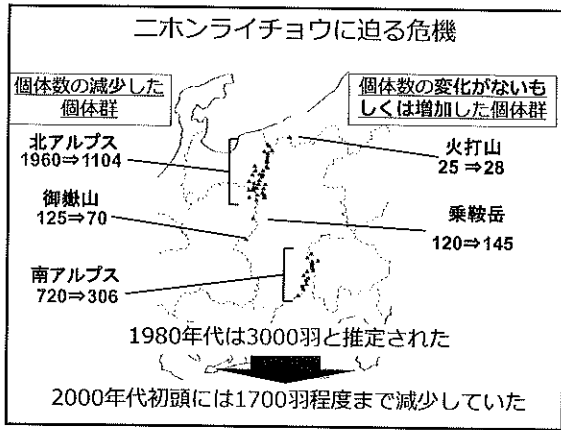 ニホンライチョウに迫る危機
個体数の減少した
個体群
個体数の変化がないも
しくは増加した個体群
北アルプス
1960⇒1104
火打山
25 ⇒28
御嶽山
125⇒70
乗鞍岳
120⇒145
南アルプス
720⇒306
1980年代は3000羽と推定された
2000年代初頭には1700羽程度まで減少していた